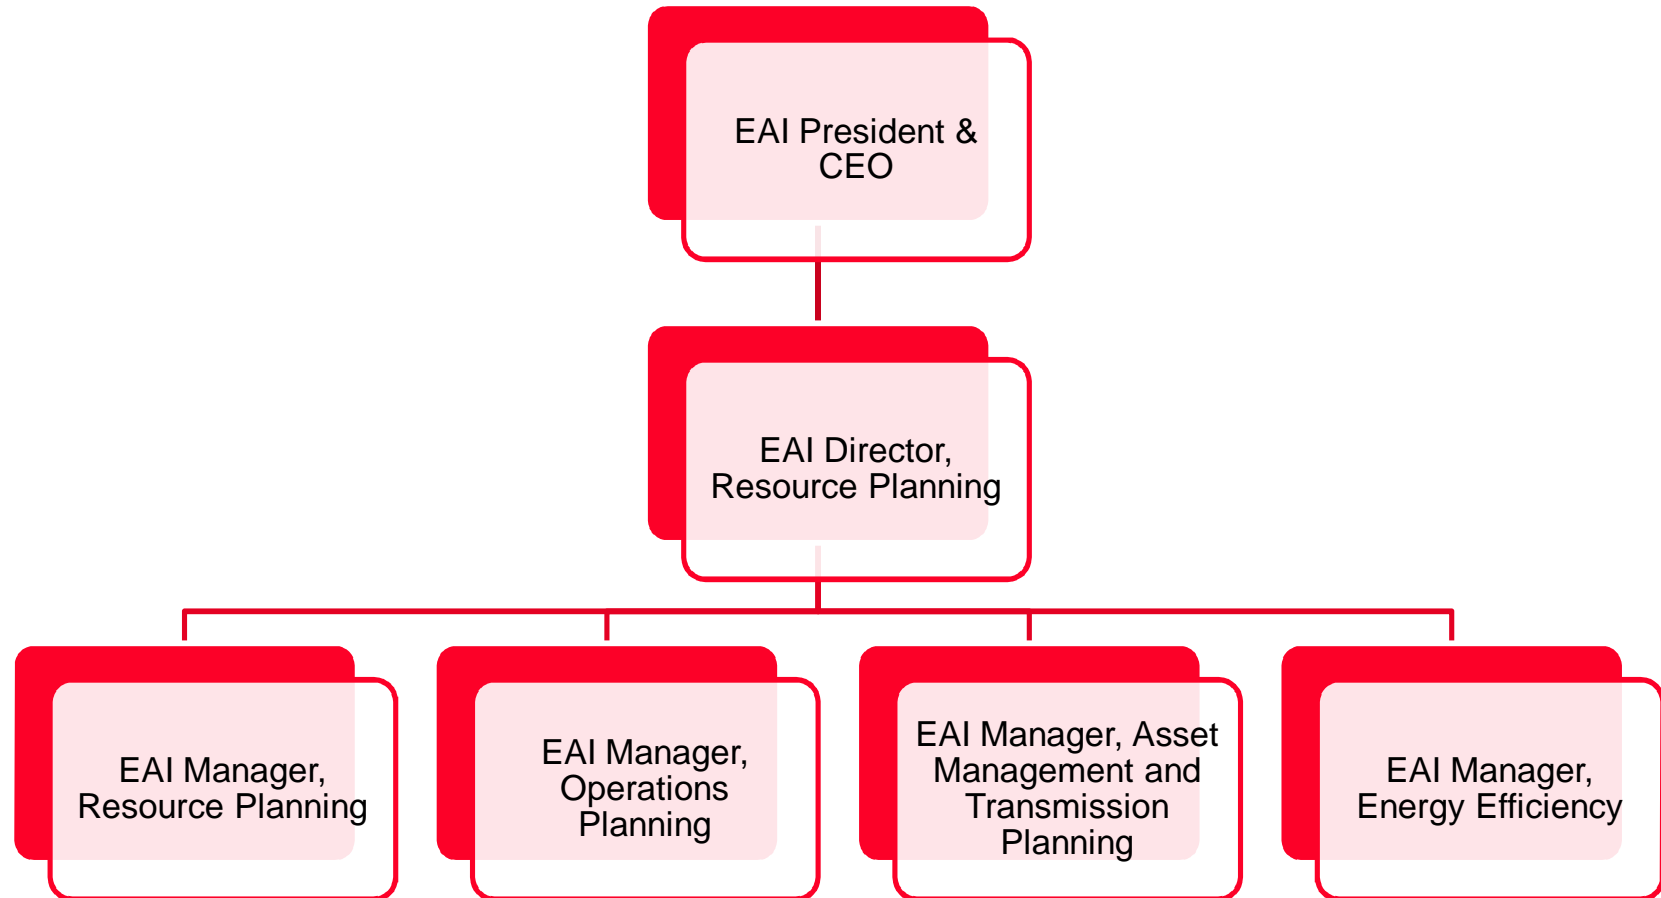 EAI President &
CEO
EAI Director,
Resource Planning
EAI Manager,
Resource Planning
EAI Manager,
Operations
Planning
EAI Manager, Asset
Management and
Transmission
Planning
EAI Manager,
Energy Efficiency